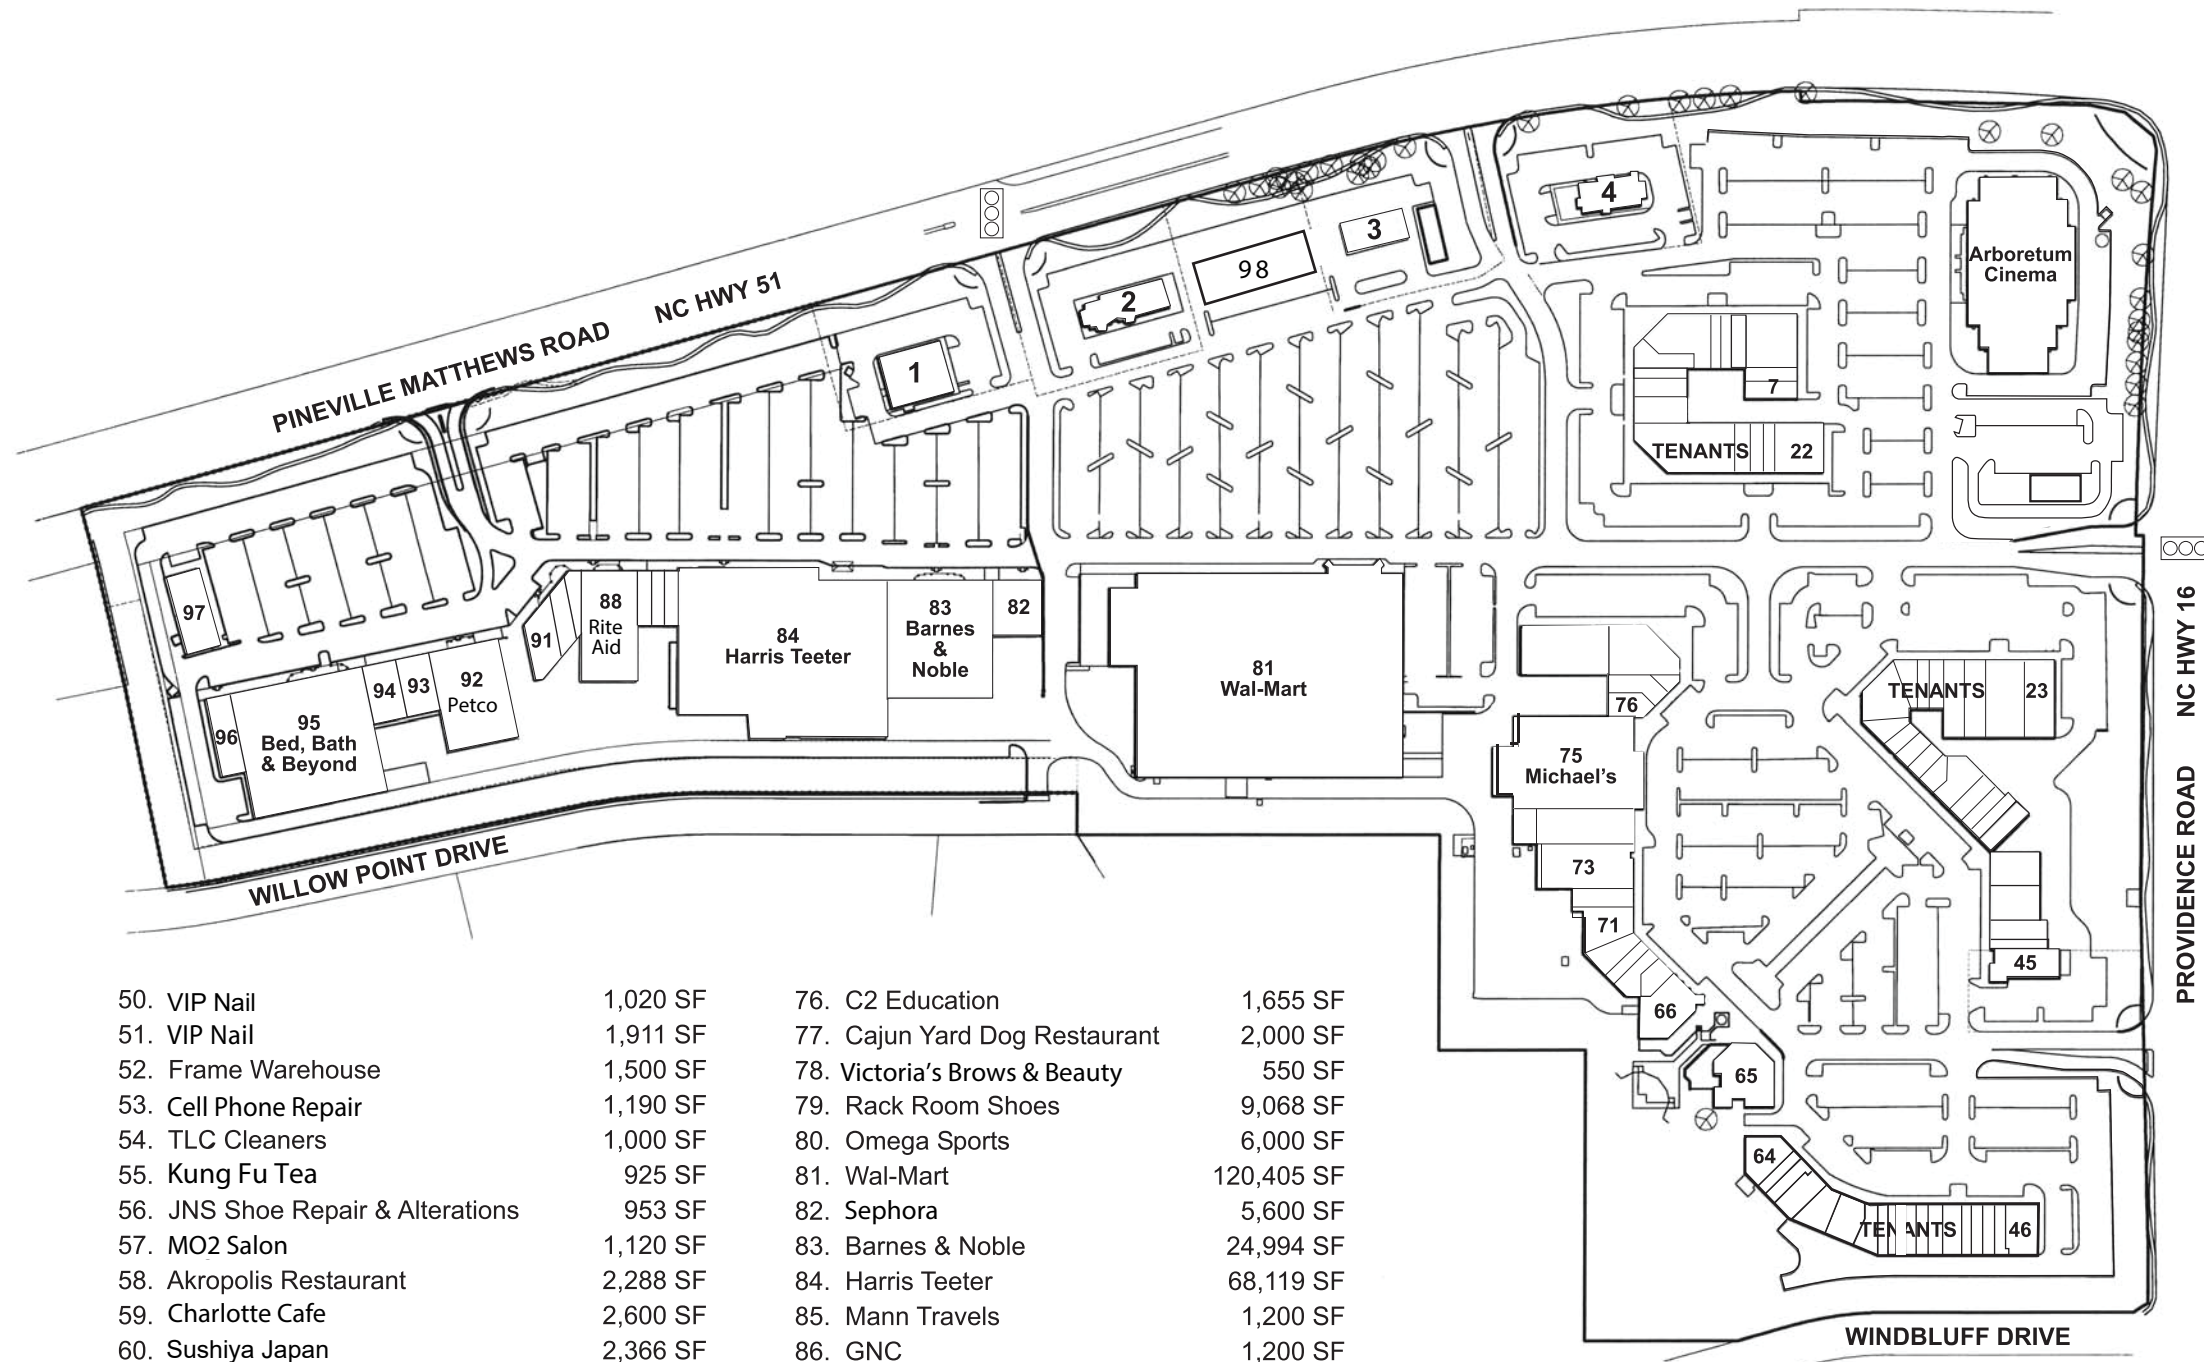 4
3
98
2
1
Arboretum
Cinema
NC HWY 51
PINEVILLE MATTHEWS ROAD
7
TENANTS 22
97
91
88
Rite
Aid
84
Harris Teeter
83
Barnes
&
Noble
82
81
Wal-Mart
96
95
Bed, Bath
& Beyond
94
93
92
Petco
76
75
Michael's
73
71
66
65
64
TENANTS 23
45
TENANTS 46
NC HWY 16
PROVIDENCE ROAD
WILLOW POINT DRIVE
WINDBLUFF DRIVE
50. VIP Nail 1,020 SF
51. VIP Nail 1,911 SF
52. Frame Warehouse 1,500 SF
53. Cell Phone Repair 1,190 SF
54. TLC Cleaners 1,000 SF
55. Kung Fu Tea 925 SF
56. JNS Shoe Repair & Alterations 953 SF
57. MO2 Salon 1,120 SF
58. Akropolis Restaurant 2,288 SF
59. Charlotte Cafe 2,600 SF
60. Sushiya Japan 2,366 SF
76. C2 Education 1,655 SF
77. Cajun Yard Dog Restaurant 2,000 SF
78. Victoria's Brows & Beauty 550 SF
79. Rack Room Shoes 9,068 SF
80. Omega Sports 6,000 SF
81. Wal-Mart 120,405 SF
82. Sephora 5,600 SF
83. Barnes & Noble 24,994 SF
84. Harris Teeter 68,119 SF
85. Mann Travels 1,200 SF
86. GNC 1,200 SF